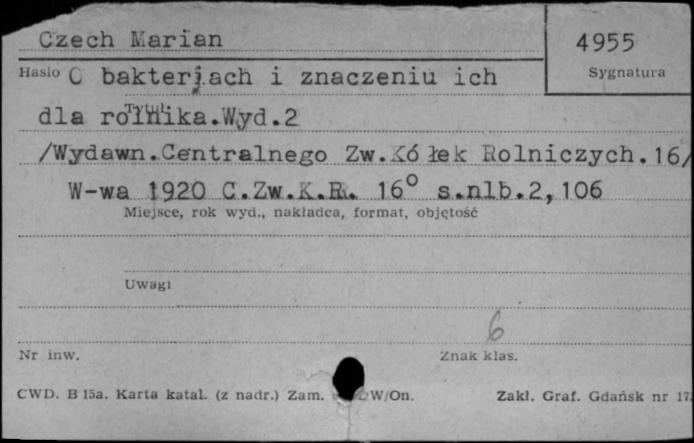 Czech Marian
4955
Sygnatura
Hasło O bakterjach i znaczeniu ich
Tytuł
dla rolnika.Wyd.2
/Wydawn.Centralnego Zw.Kółek Rolniczych.16/
W-wa 1920 C.Zw.K.R. 16° s.nlb.2,106
Miejsce, rok wyd., nakładca, format, objętość
Uwagi
6
Nr inw.
Znak klas.
CWD. B 15a. Karta katal. (z nadr.) Zam. W/On.
Zakł. Graf. Gdańsk nr 17